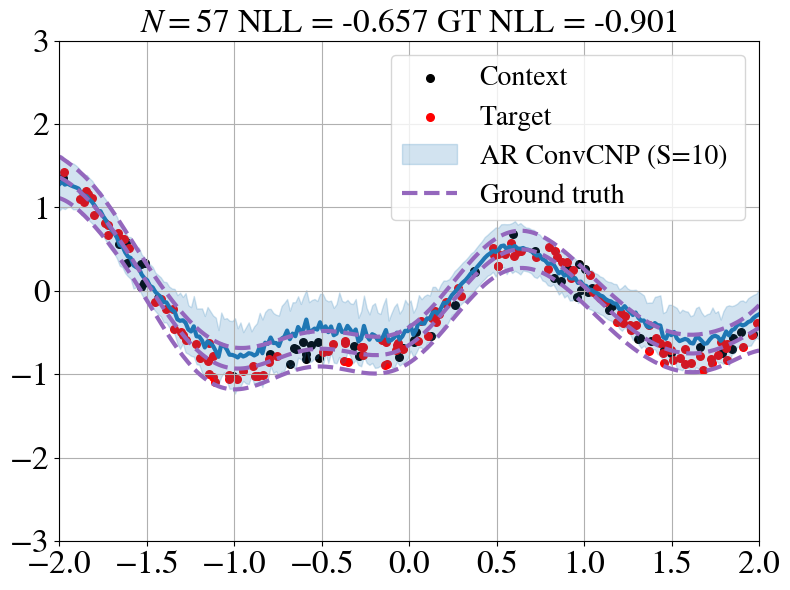 N = 57 NLL = -0.657 GT NLL = -0.901
3
2
1
0
−1
−2
−3
Context
Target
AR ConvCNP (S=10)
Ground truth
−2.0 −1.5 −1.0 −0.5 0.0 0.5 1.0 1.5 2.0